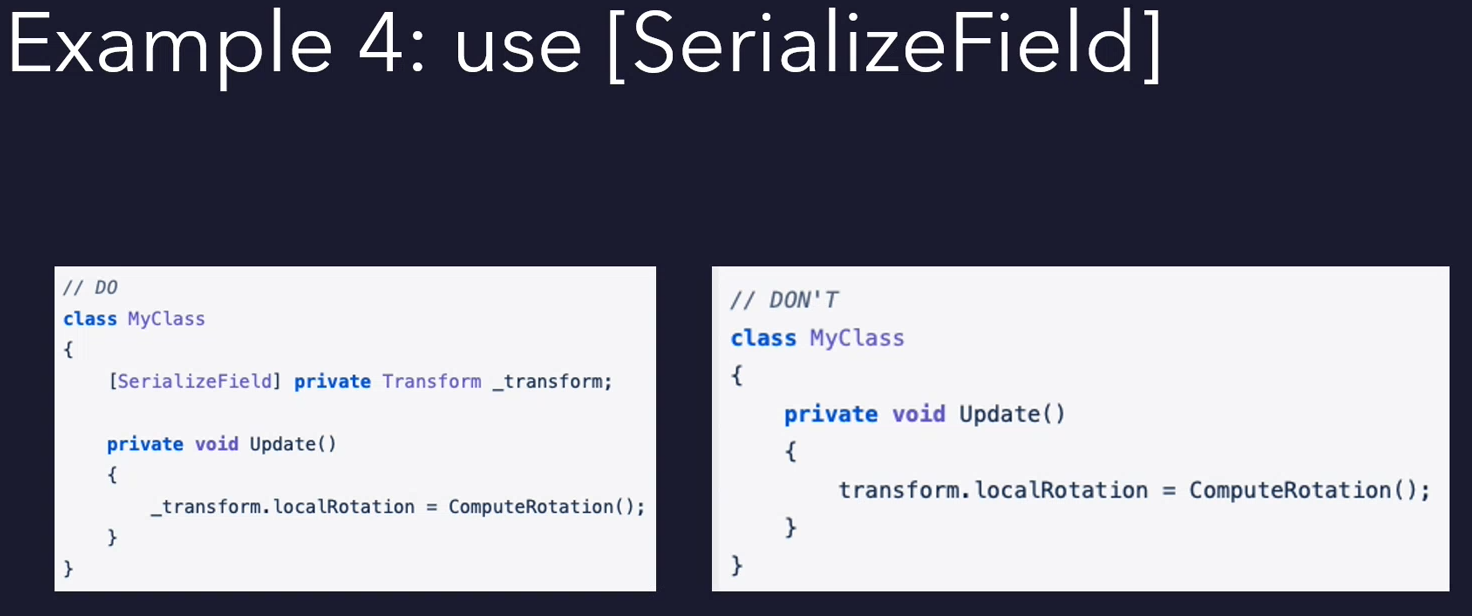 Example 4: use [SerializeField]
// DO
class MyClass
{
[SerializeField] private Transform _transform;
private void Update()
{
_transform.localRotation = ComputeRotation();
}
}
// DON'T
class MyClass
{
private void Update()
{
transform.localRotation = ComputeRotation();
}
}